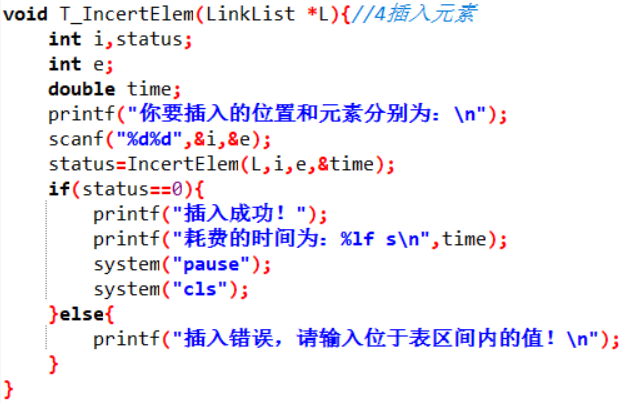 void T_IncertElem(LinkList *L){//4插入元素
    int i,status;
    int e;
    double time;
    printf("你要插入的位置和元素分别为：\n");
    scanf("%d%d",&i,&e);
    status=IncertElem(L,i,e,&time);
    if(status==0){
        printf("插入成功！");
        printf("耗费的时间为：%lf s\n",time);
        system("pause");
        system("cls");
    }else{
        printf("插入错误，请输入位于表区间内的值！\n");
    }
}